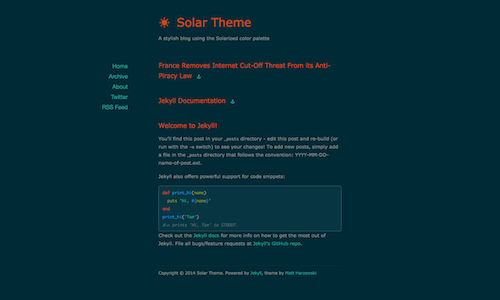 Solar Theme
A stylish blog using the Solarized color palette
Home
Archive
About
Twitter
RSS Feed
France Removes Internet Cut-Off Threat From its Anti-
Piracy Law
Jekyll Documentation
Welcome to Jekyll!
You'll find this post in your _posts directory - edit this post and re-build (or
run with the -w switch) to see your changes! To add new posts, simply add
a file in the _posts directory that follows the convention: YYYY-MM-DD-
name-of-post.ext.
Jekyll also offers powerful support for code snippets:
def print_hi(name)
puts "Hi, #{name}"
end
print_hi('Tom')
#=> prints 'Hi, Tom' to STDOUT.
Check out the Jekyll docs for more info on how to get the most out of
Jekyll. File all bugs/feature requests at Jekyll's GitHub repo.
Copyright © 2014 Solar Theme. Powered by Jekyll, theme by Matt Harzewski